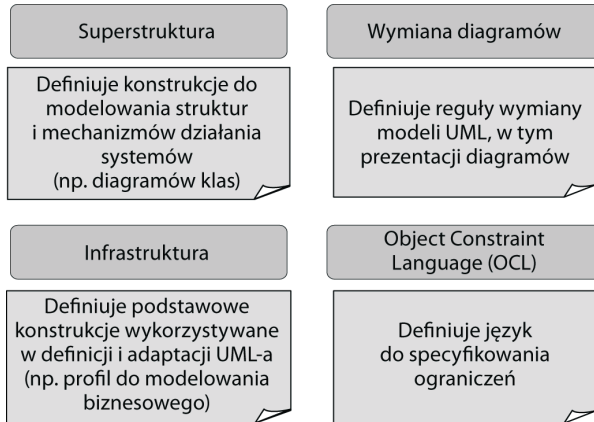 Superstruktura
Definiuje konstrukcje do
modelowania struktur
i mechanizmów działania
systemów
(np. diagramów klas)
Wymiana diagramów
Definiuje reguły wymiany
modeli UML, w tym
prezentacji diagramów
Infrastruktura
Definiuje podstawowe
konstrukcje wykorzystywane
w definicji i adaptacji UML-a
(np. profil do modelowania
biznesowego)
Object Constraint
Language (OCL)
Definiuje język
do specyfikowania
ograniczeń